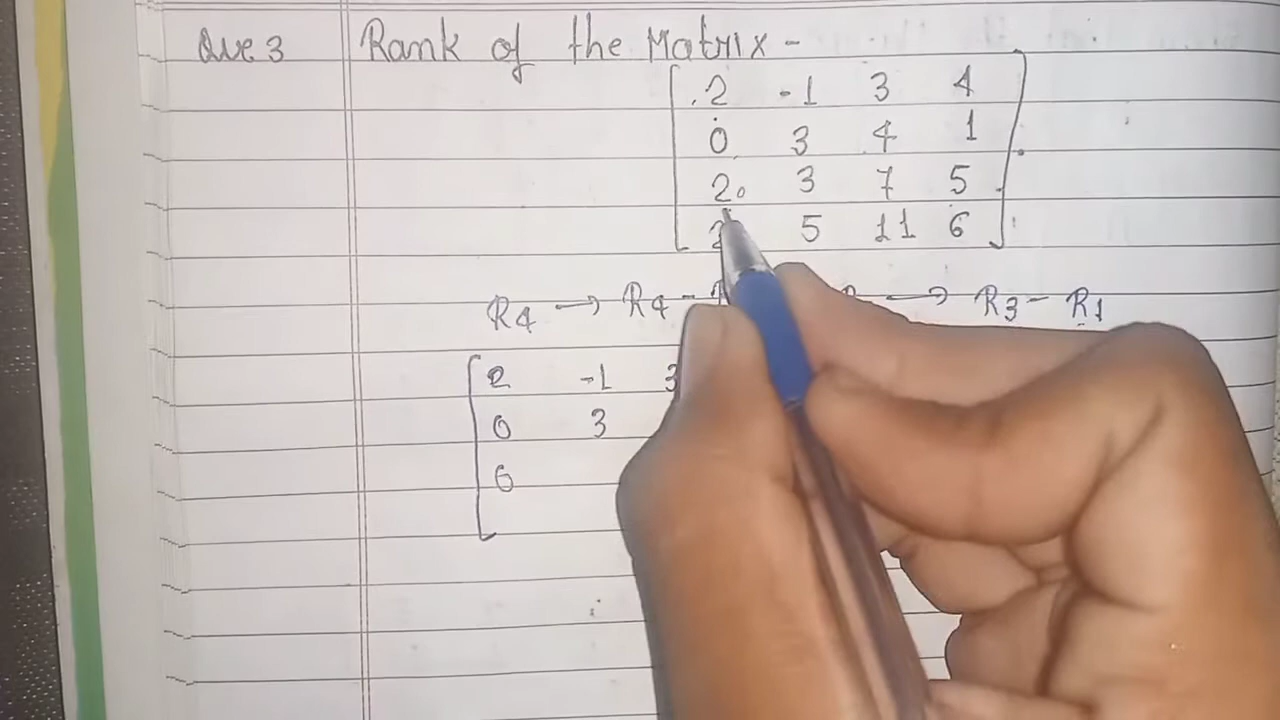 Que 3 Rank of the Matrix -
2 -1 3 4
0 3 4 1
2 3 7 5
5 11 6
R4 → R4 - → R3 - R1
2 -1 3
0 3
0